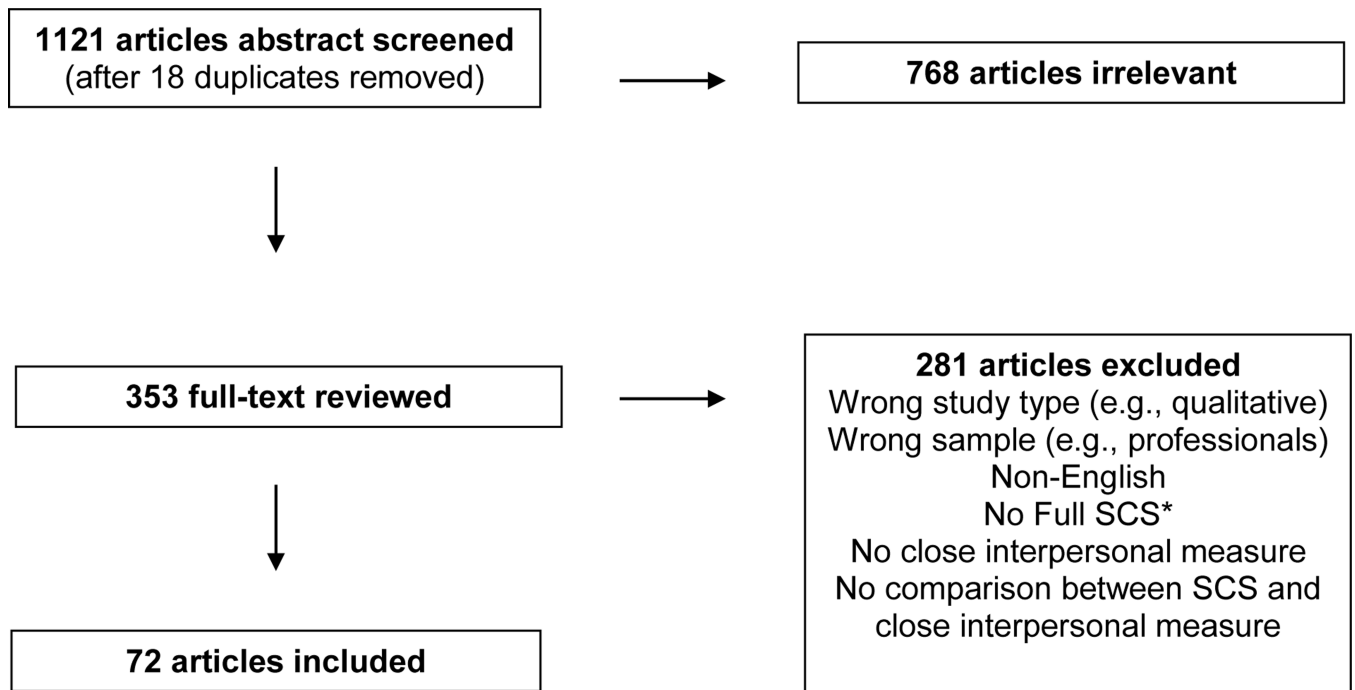 1121 articles abstract screened
(after 18 duplicates removed)
768 articles irrelevant
353 full-text reviewed
281 articles excluded
Wrong study type (e.g., qualitative)
Wrong sample (e.g., professionals)
Non-English
No Full SCS*
No close interpersonal measure
No comparison between SCS and
close interpersonal measure
72 articles included